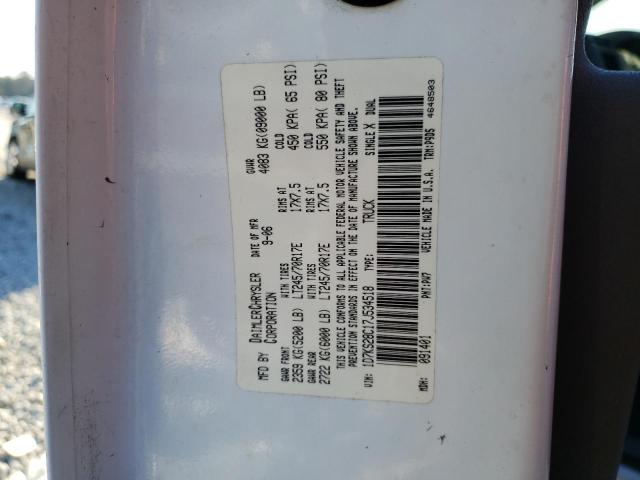 MFD BY DAIMLERCHRYSLER CORPORATION DATE OF MFR 9-06 GVWR 4083 KG(09000 LB)
GAWR FRONT WITH TIRES RIMS AT COLD
2359 KG(5200 LB) LT245/70R17E 17X7.5 450 KPA( 65 PSI)
GAWR REAR WITH TIRES RIMS AT COLD
2722 KG(6000 LB) LT245/70R17E 17X7.5 550 KPA( 80 PSI)
THIS VEHICLE CONFORMS TO ALL APPLICABLE FEDERAL MOTOR VEHICLE SAFETY AND THEFT
PREVENTION STANDARDS IN EFFECT ON THE DATE OF MANUFACTURE SHOWN ABOVE.
VIN: 1D7KS28C17J534518 TYPE: TRUCK SINGLE X DUAL
MDH: 091401 PNT:PW7 VEHICLE MADE IN U.S.A. TRM:P9D5 4648503